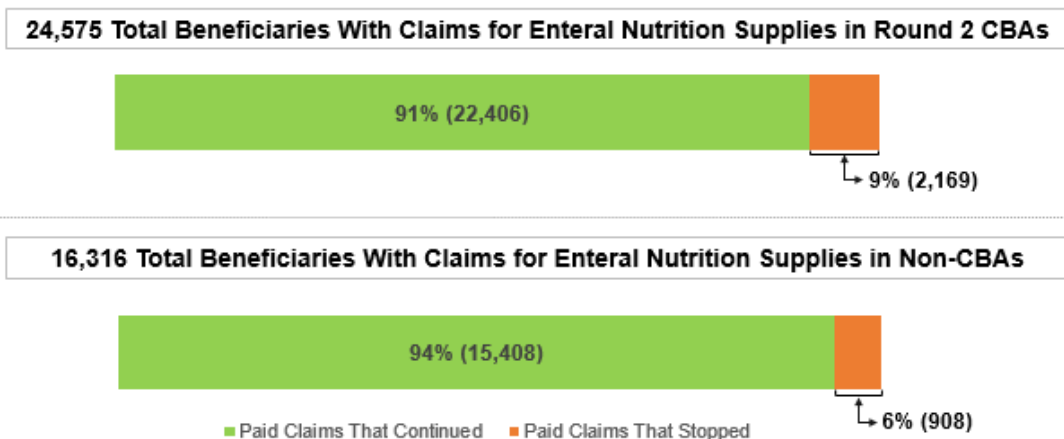 24,575 Total Beneficiaries With Claims for Enteral Nutrition Supplies in Round 2 CBAs
91% (22,406)
9% (2,169)
16,316 Total Beneficiaries With Claims for Enteral Nutrition Supplies in Non-CBAs
94% (15,408)
6% (908)
Paid Claims That Continued Paid Claims That Stopped